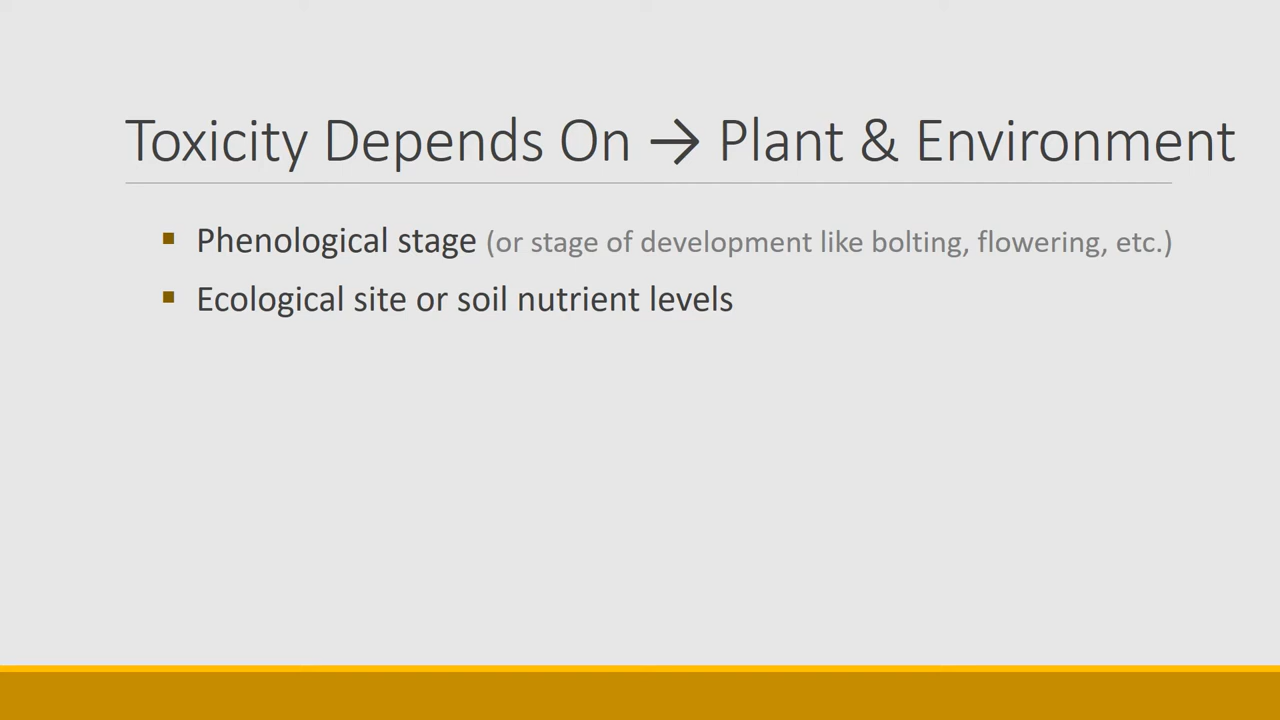 Toxicity Depends On → Plant & Environment
▪ Phenological stage (or stage of development like bolting, flowering, etc.)
▪ Ecological site or soil nutrient levels